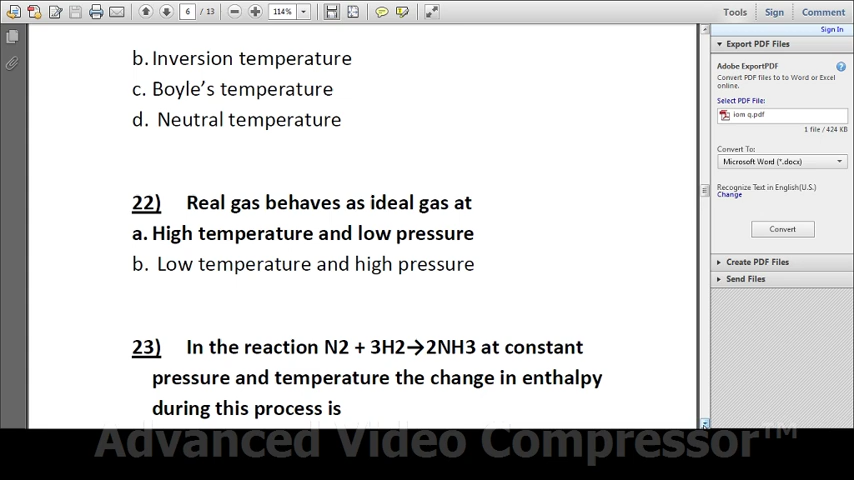 6 / 13
114%
Tools
Sign
Comment
Sign In
b. Inversion temperature
c. Boyle’s temperature
d. Neutral temperature
22) Real gas behaves as ideal gas at
a. High temperature and low pressure
b. Low temperature and high pressure
23) In the reaction N2 + 3H2→2NH3 at constant
pressure and temperature the change in enthalpy
during this process is
Export PDF Files
Adobe ExportPDF
Convert PDF files to to Word or Excel
online.
Select PDF File:
iom q.pdf
1 file / 424 KB
Convert To:
Microsoft Word (*.docx)
Recognize Text in English(U.S.)
Change
Convert
Create PDF Files
Send Files
Advanced Video Compressor™